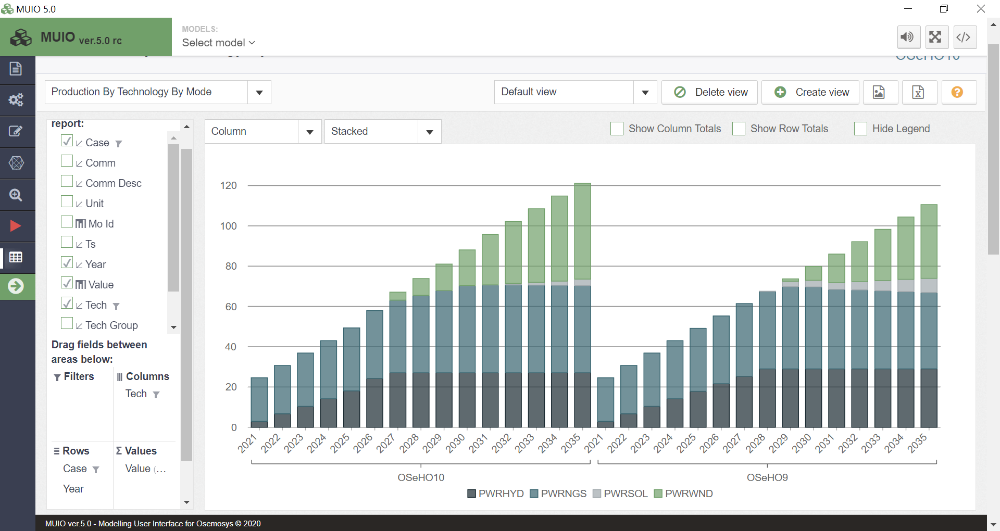 MUIO 5.0
MUIO ver.5.0 rc
MODELS:
Select model
Production By Technology By Mode
Default view
Delete view
Create view
report:
Case
Comm
Comm Desc
Unit
Mo Id
Ts
Year
Value
Tech
Tech Group
Drag fields between
areas below:
Filters
Columns
Tech
Rows
Σ Values
Case
Value (...
Year
Column
Stacked
Show Column Totals
Show Row Totals
Hide Legend
120
100
80
60
40
20
0
2021 2022 2023 2024 2025 2026 2027 2028 2029 2030 2031 2032 2033 2034 2035 2021 2022 2023 2024 2025 2026 2027 2028 2029 2030 2031 2032 2033 2034 2035
OSeHO10 OSeHO9
PWRHYD PWRNGS PWRSOL PWRWND
MUIO ver.5.0 - Modelling User Interface for Osemosys © 2020